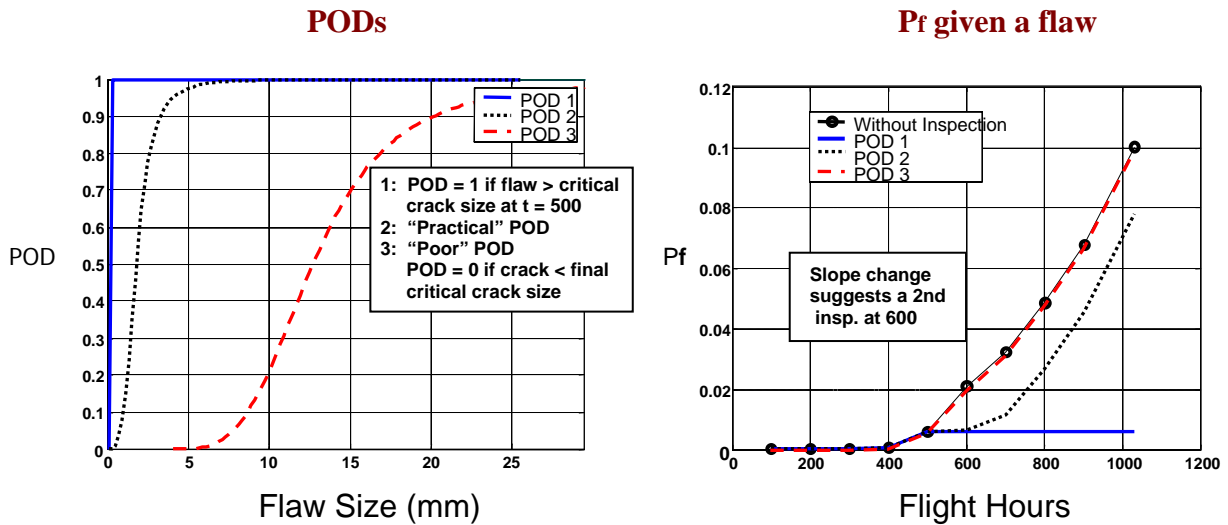 PODs
1
0.9
0.8
0.7
0.6
0.5
0.4
0.3
0.2
0.1
0
POD
0
5
10
15
20
25
Flaw Size (mm)
POD 1
POD 2
POD 3
1: POD = 1 if flaw > critical
crack size at t = 500
2: “Practical” POD
3: “Poor” POD
POD = 0 if crack < final
critical crack size
Pf given a flaw
0.12
0.1
0.08
0.06
0.04
0.02
0
Pf
0
200
400
600
800
1000
1200
Flight Hours
Without Inspection
POD 1
POD 2
POD 3
Slope change
suggests a 2nd
insp. at 600